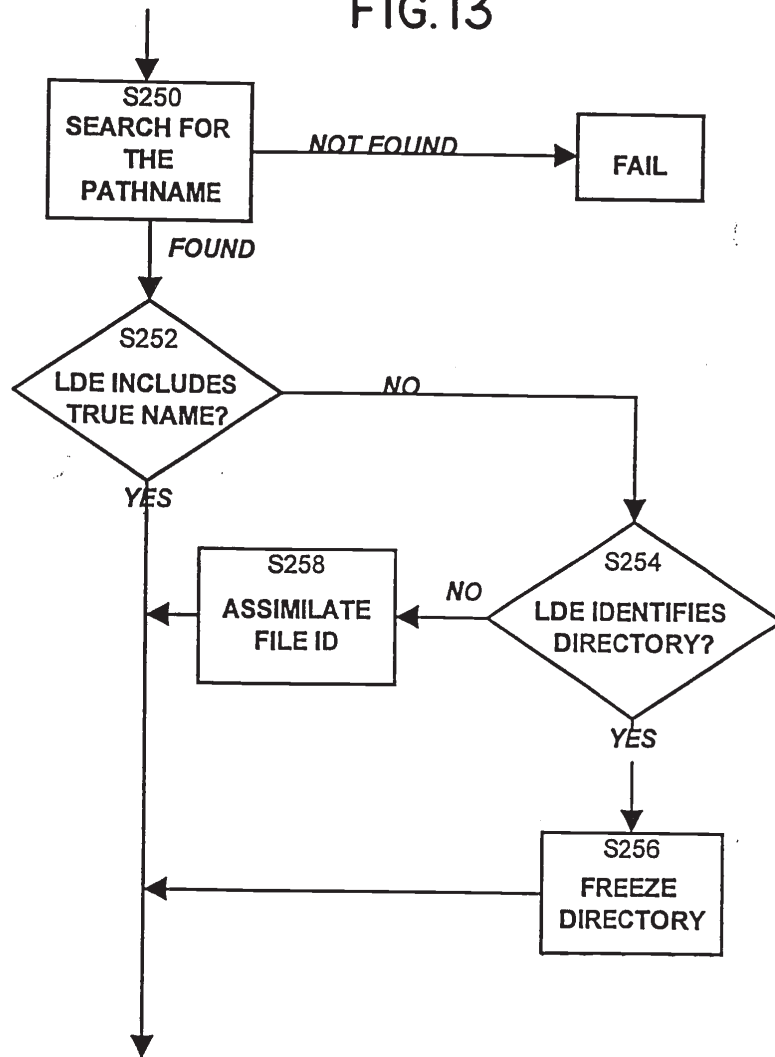 FIG. 13
S250
SEARCH FOR
THE
PATHNAME
NOT FOUND
FAIL
FOUND
S252
LDE INCLUDES
TRUE NAME?
NO
YES
S254
LDE IDENTIFIES
DIRECTORY?
NO
S258
ASSIMILATE
FILE ID
YES
S256
FREEZE
DIRECTORY